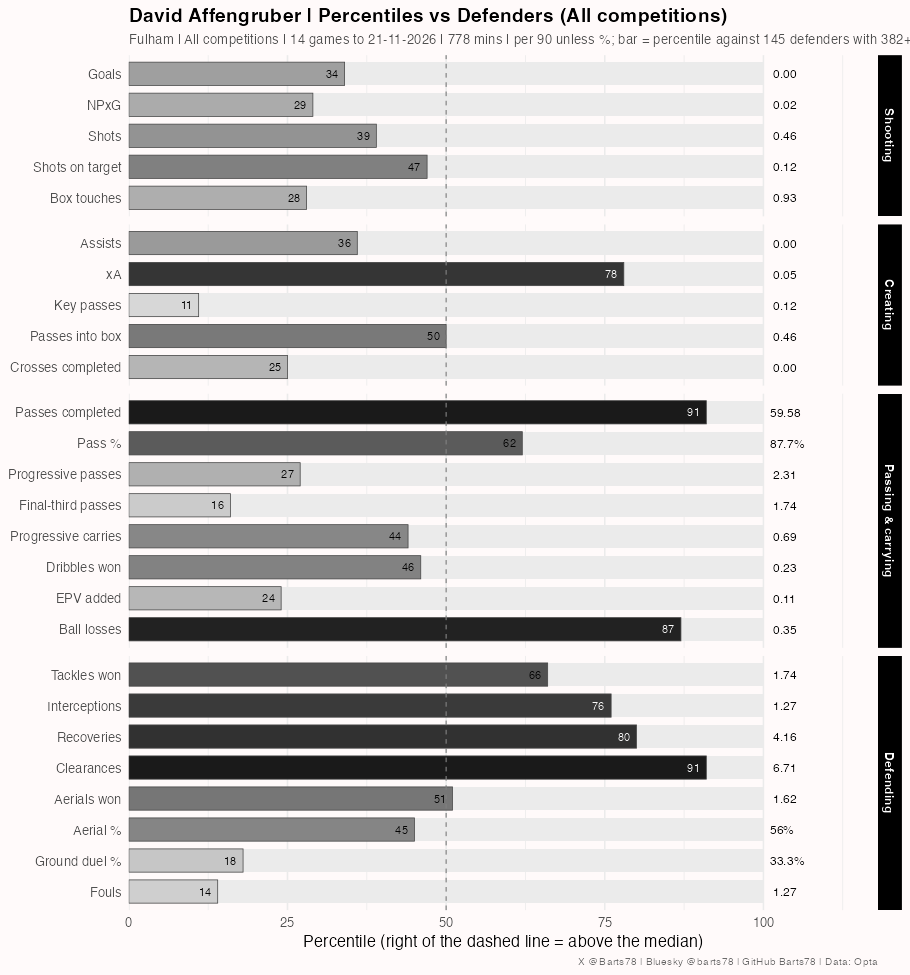 David Affengruber | Percentiles vs Defenders (All competitions)
Fulham | All competitions | 14 games to 21-11-2026 | 778 mins | per 90 unless %; bar = percentile against 145 defenders with 382+
Shooting
Goals 34 0.00
NPxG 29 0.02
Shots 39 0.46
Shots on target 47 0.12
Box touches 28 0.93
Creating
Assists 36 0.00
xA 78 0.05
Key passes 11 0.12
Passes into box 50 0.46
Crosses completed 25 0.00
Passing & carrying
Passes completed 91 59.58
Pass % 62 87.7%
Progressive passes 27 2.31
Final-third passes 16 1.74
Progressive carries 44 0.69
Dribbles won 46 0.23
EPV added 24 0.11
Ball losses 87 0.35
Defending
Tackles won 66 1.74
Interceptions 76 1.27
Recoveries 80 4.16
Clearances 91 6.71
Aerials won 51 1.62
Aerial % 45 56%
Ground duel % 18 33.3%
Fouls 14 1.27
0 25 50 75 100
Percentile (right of the dashed line = above the median)
X @Barts78 | Bluesky @barts78 | GitHub Barts78 | Data: Opta